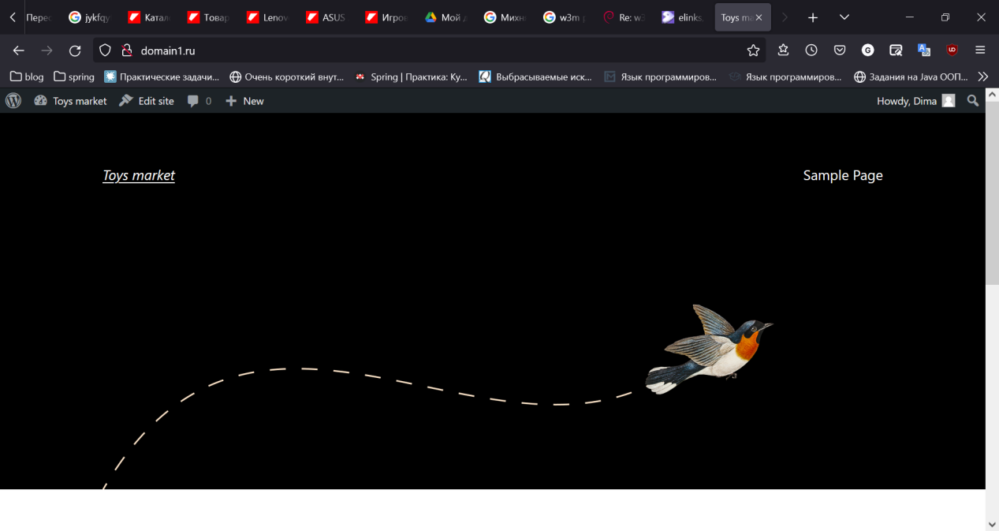 Перес jykfqy Катал Товар Lenov ASUS Игров Мой д Михн w3m p Re: w3 elinks, Toys ma
domain1.ru
blog spring Практические задачи... Очень короткий внут... Spring | Практика: Ку... Выбрасываемые иск... Язык программиров... Язык программиров... Задания на Java ООП...
Toys market Edit site 0 New Howdy, Dima
Toys market Sample Page